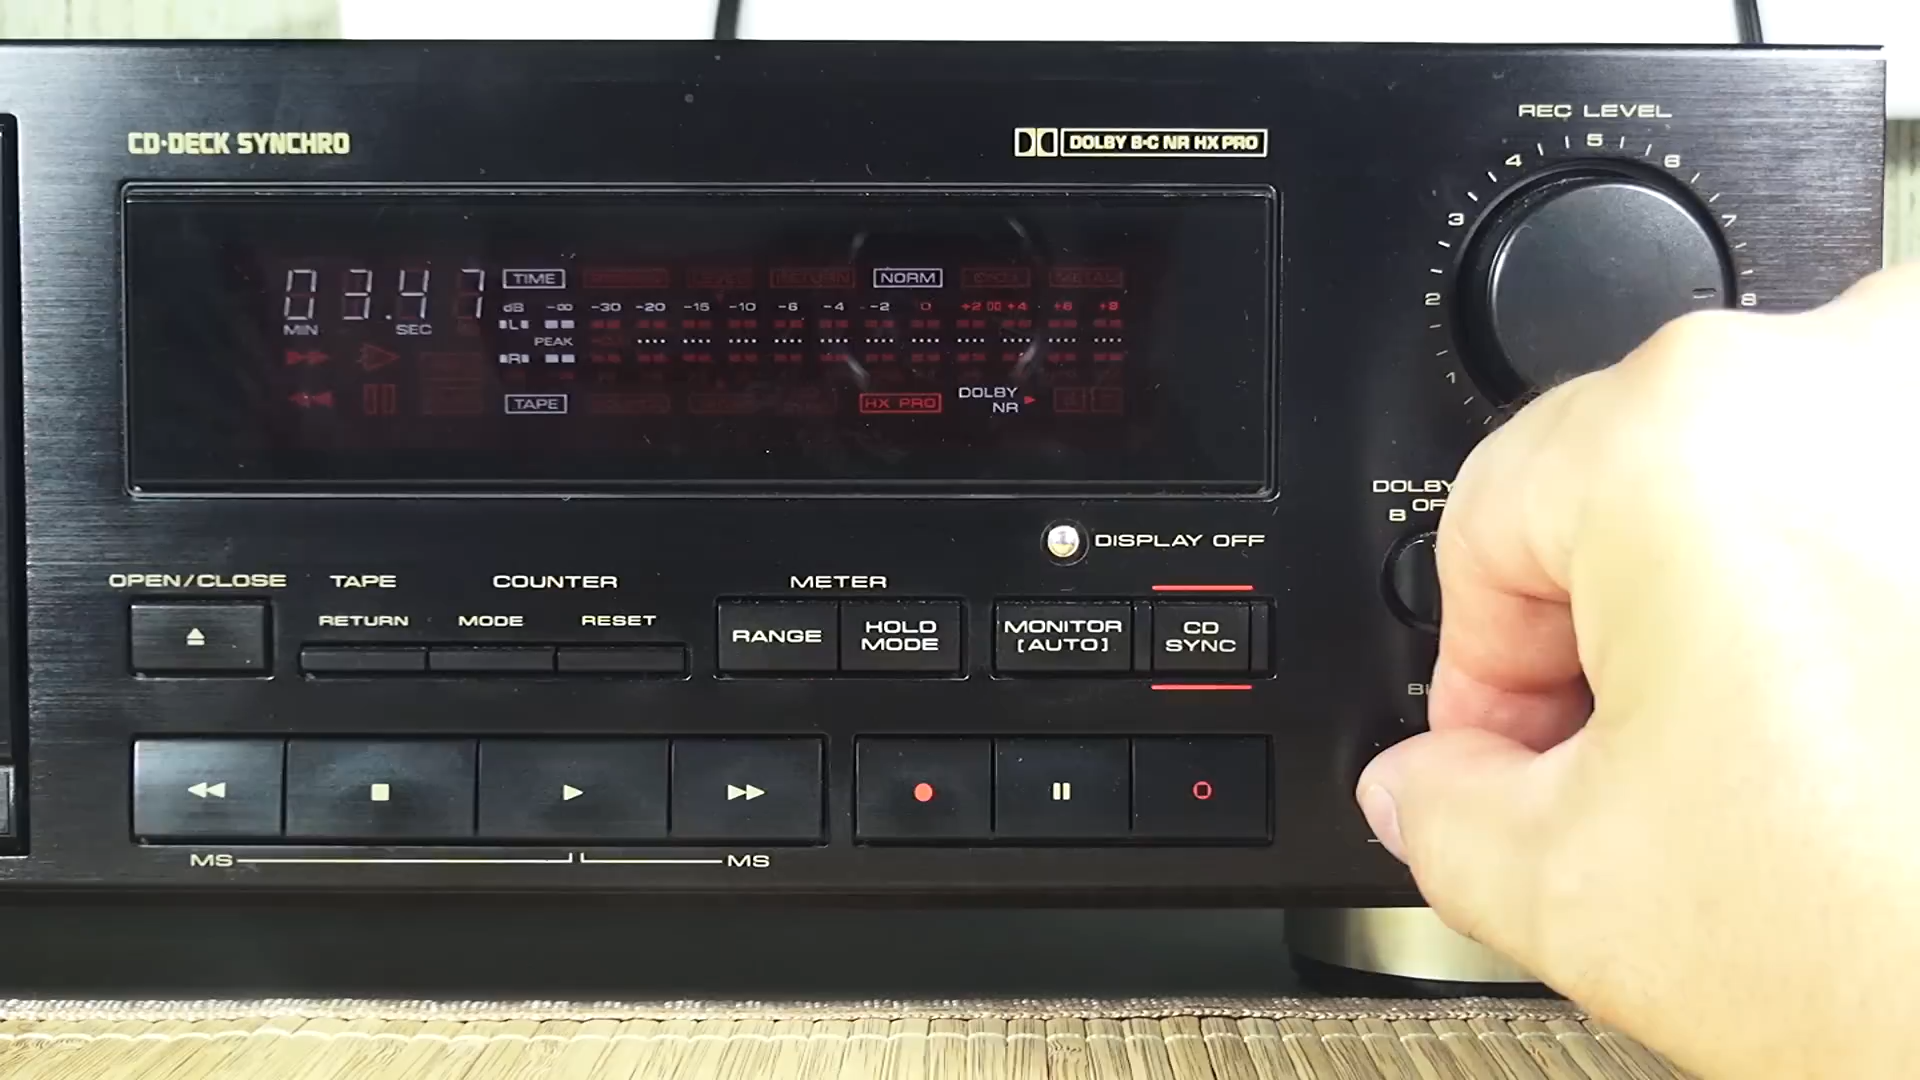 REC LEVEL
CD·DECK SYNCHRO
DOLBY B·C NR HX PRO
1 2 3 4 5 6 7 8
03.47 TIME NORM
MIN SEC
dB -∞ -30 -20 -15 -10 -6 -4 -2 0 +2 +4 +6 +8
L
PEAK
R
TAPE HX PRO DOLBY
NR
DOLBY
B OF
DISPLAY OFF
OPEN/CLOSE TAPE COUNTER METER
RETURN MODE RESET
RANGE HOLD
MODE
MONITOR
[AUTO]
CD
SYNC
MS MS